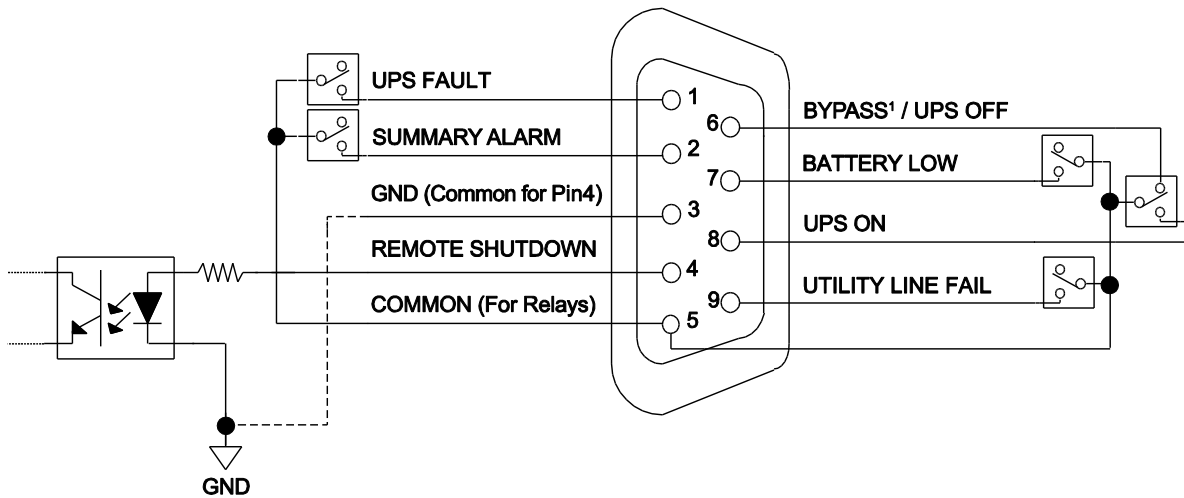 UPS FAULT
SUMMARY ALARM
GND (Common for Pin4)
REMOTE SHUTDOWN
COMMON (For Relays)
1
2
3
4
5
6
7
8
9
BYPASS¹ / UPS OFF
BATTERY LOW
UPS ON
UTILITY LINE FAIL
GND